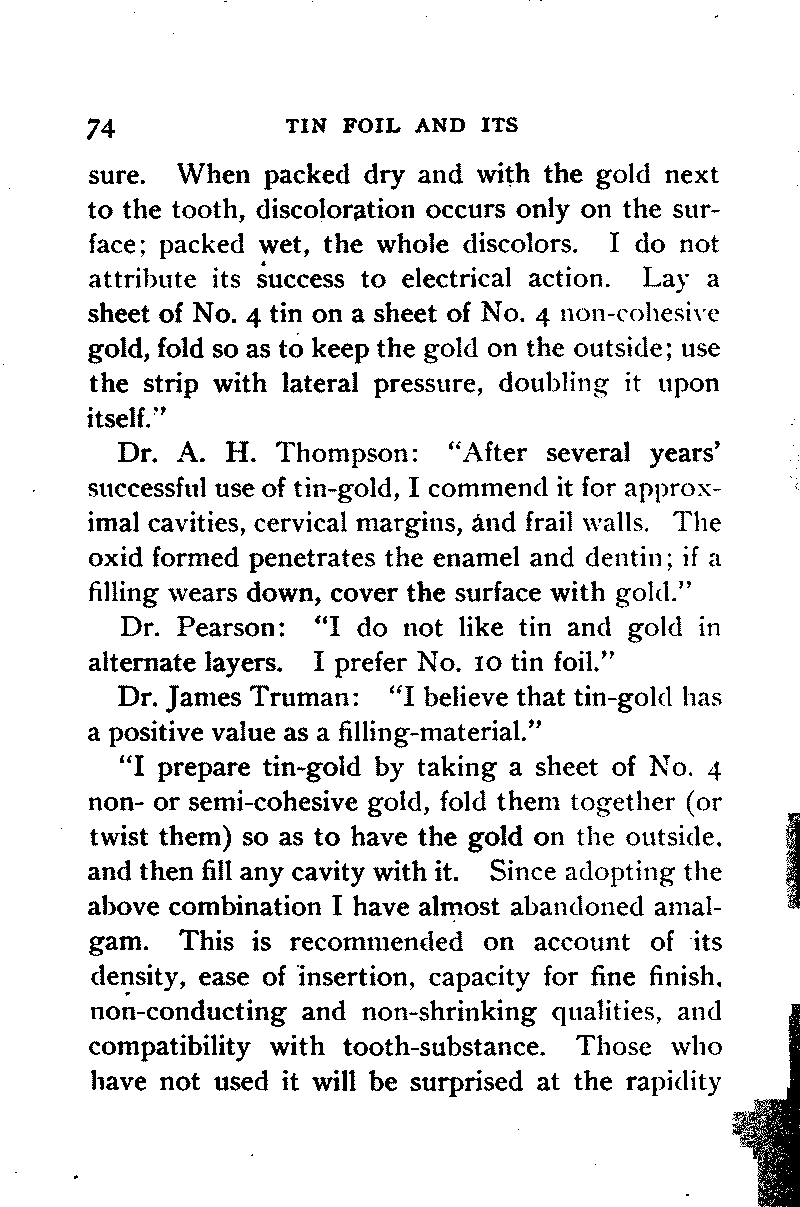 74 TIN FOIL AND ITS
sure. When packed dry and with the gold next
to the tooth, discoloration occurs only on the sur-
face; packed wet, the whole discolors. I do not
attribute its success to electrical action. Lay a
sheet of No. 4 tin on a sheet of No. 4 non-cohesive
gold, fold so as to keep the gold on the outside; use
the strip with lateral pressure, doubling it upon
itself."
Dr. A. H. Thompson: "After several years'
successful use of tin-gold, I commend it for approx-
imal cavities, cervical margins, and frail walls. The
oxid formed penetrates the enamel and dentin; if a
filling wears down, cover the surface with gold."
Dr. Pearson: "I do not like tin and gold in
alternate layers. I prefer No. 10 tin foil."
Dr. James Truman: "I believe that tin-gold has
a positive value as a filling-material."
"I prepare tin-gold by taking a sheet of No. 4
non- or semi-cohesive gold, fold them together (or
twist them) so as to have the gold on the outside,
and then fill any cavity with it. Since adopting the
above combination I have almost abandoned amal-
gam. This is recommended on account of its
density, ease of insertion, capacity for fine finish,
non-conducting and non-shrinking qualities, and
compatibility with tooth-substance. Those who
have not used it will be surprised at the rapidity